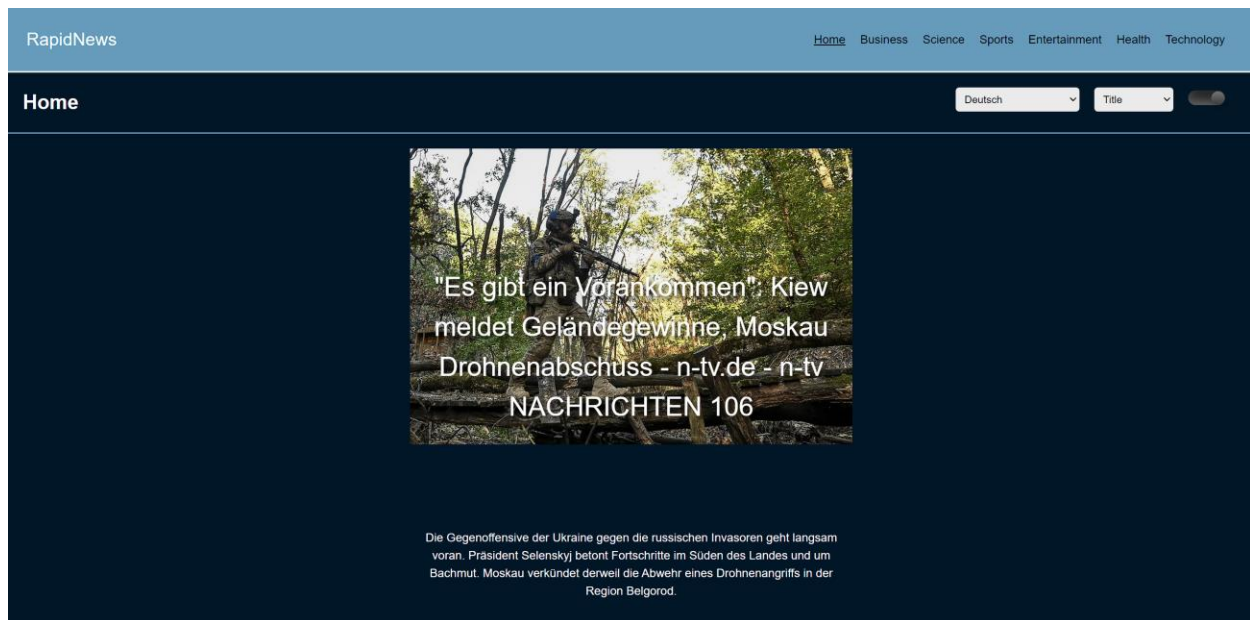 RapidNews
Home Business Science Sports Entertainment Health Technology
Home
Deutsch
Title
"Es gibt ein Vorankommen": Kiew
meldet Geländegewinne, Moskau
Drohnenabschuss - n-tv.de - n-tv
NACHRICHTEN 106
Die Gegenoffensive der Ukraine gegen die russischen Invasoren geht langsam
voran. Präsident Selenskyj betont Fortschritte im Süden des Landes und um
Bachmut. Moskau verkündet derweil die Abwehr eines Drohnenangriffs in der
Region Belgorod.